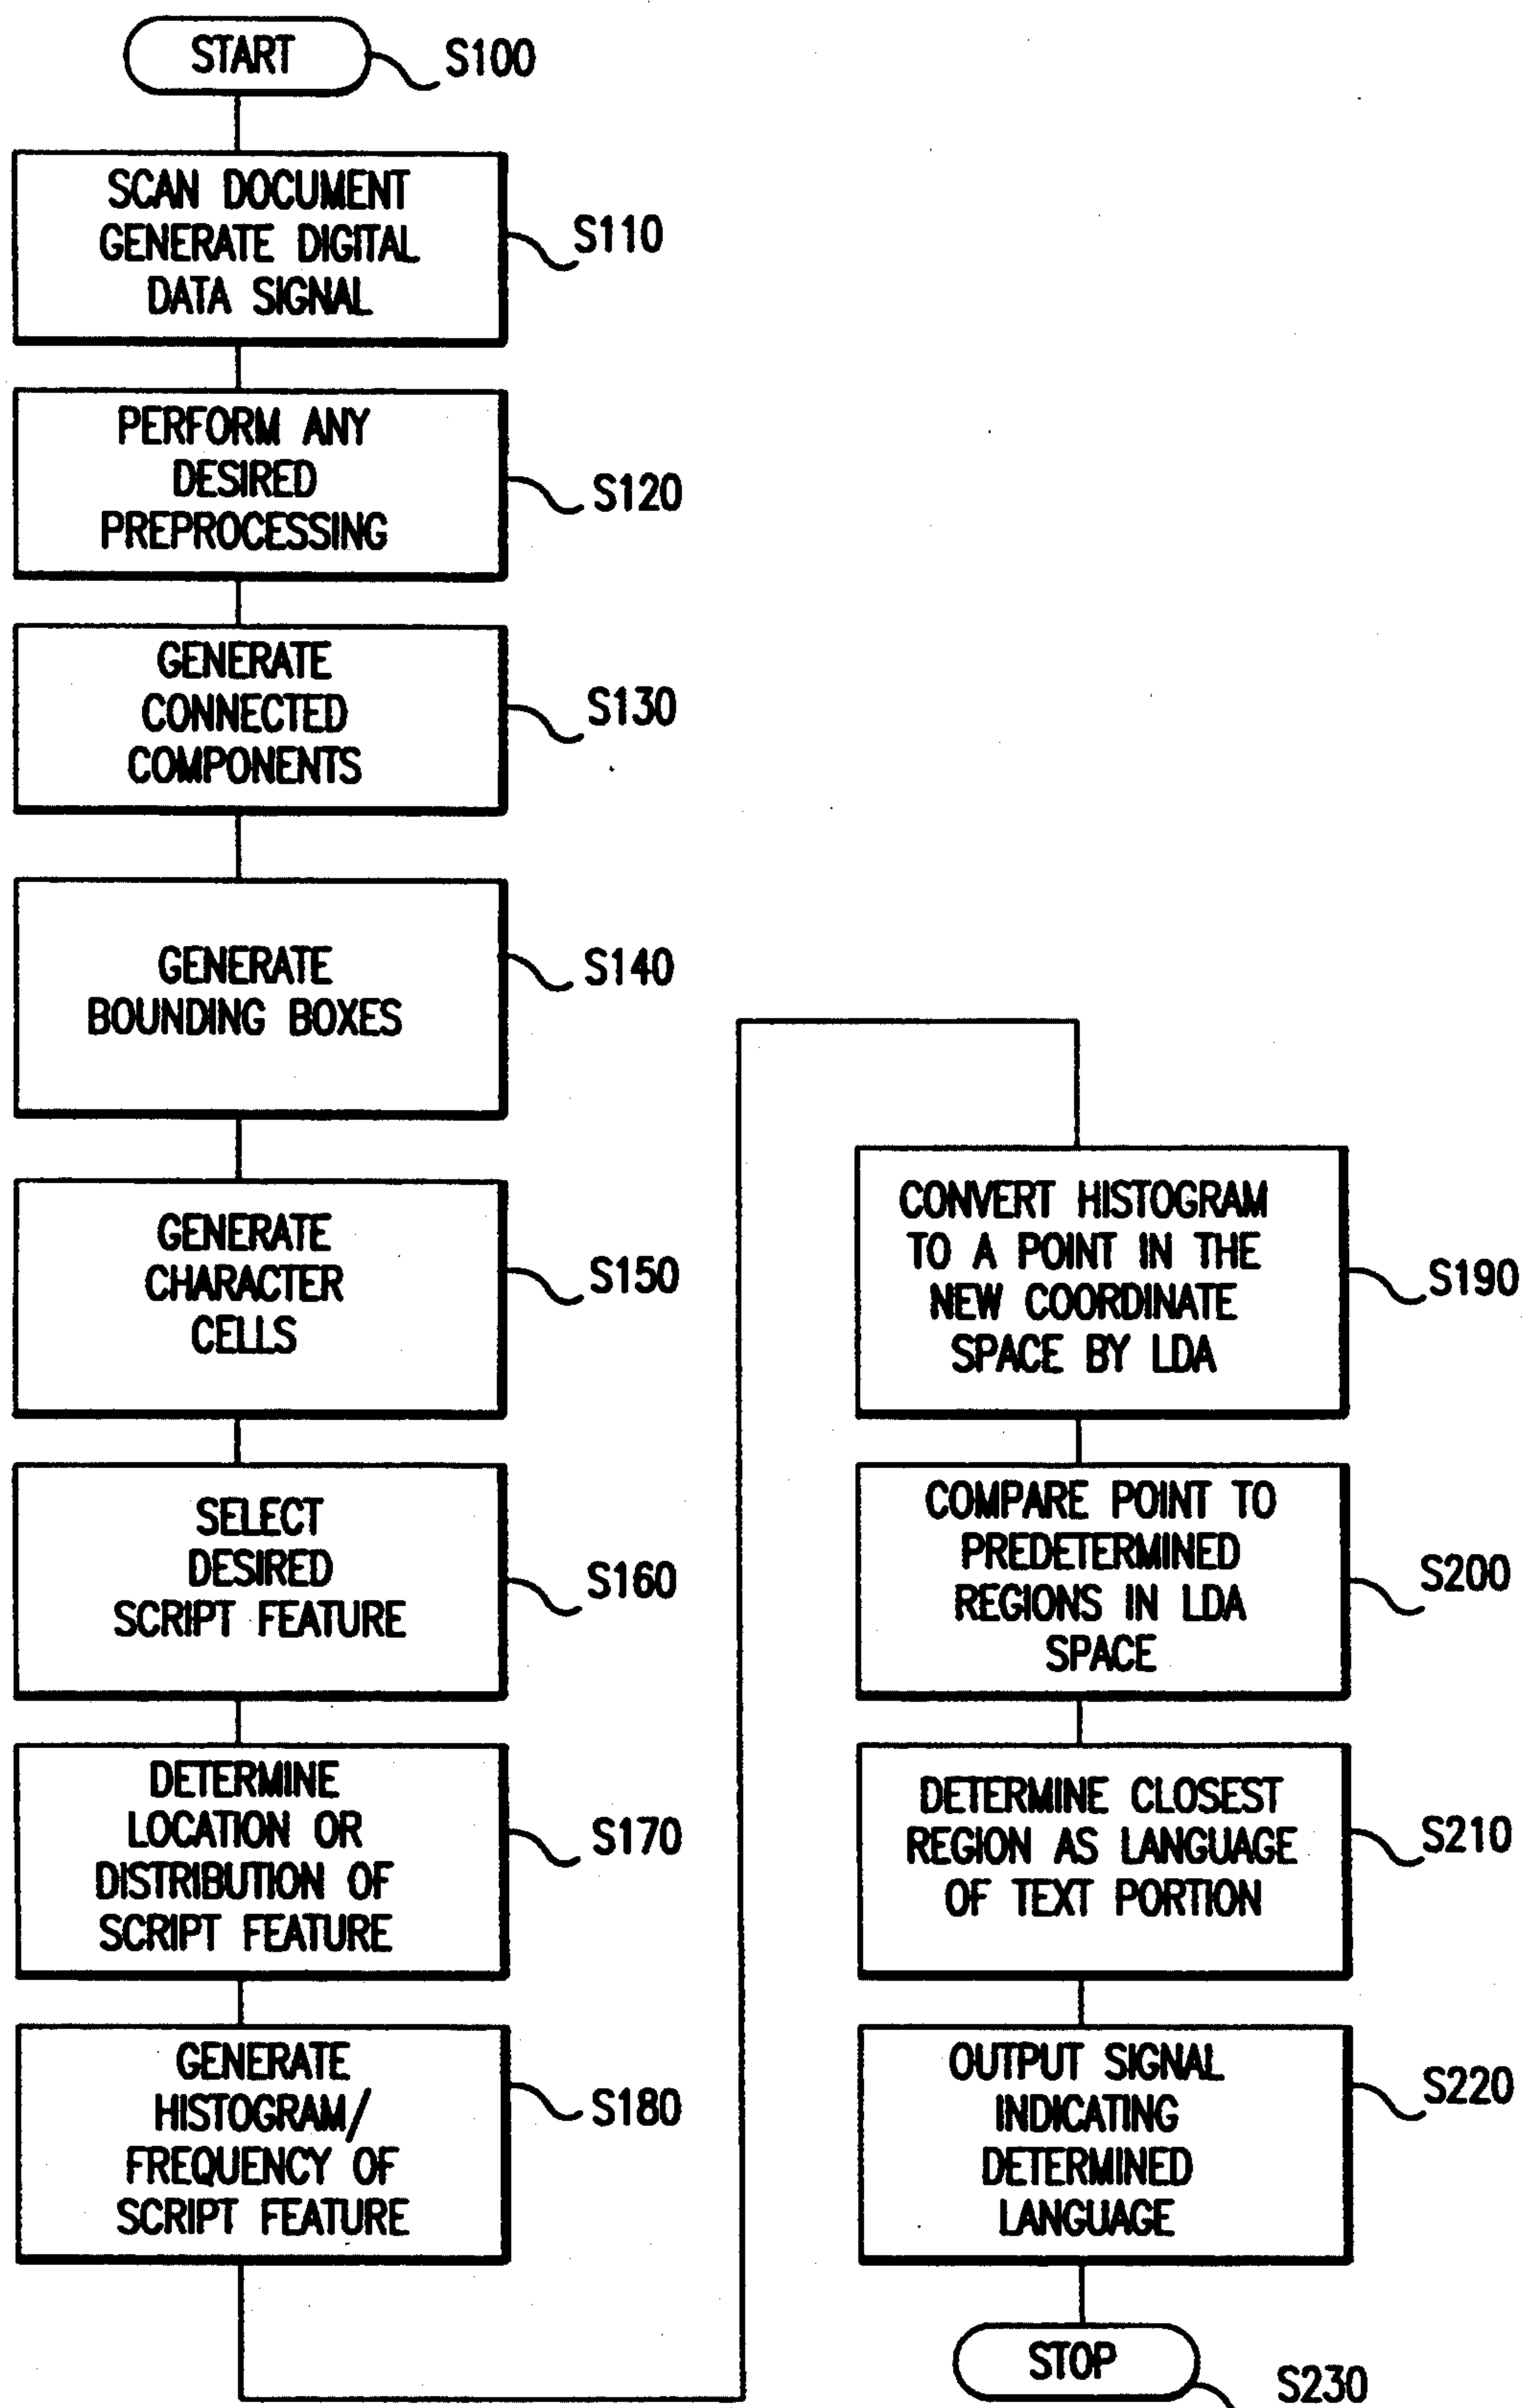 START
S100
SCAN DOCUMENT
GENERATE DIGITAL
DATA SIGNAL
S110
PERFORM ANY
DESIRED
PREPROCESSING
S120
GENERATE
CONNECTED
COMPONENTS
S130
GENERATE
BOUNDING BOXES
S140
GENERATE
CHARACTER
CELLS
S150
SELECT
DESIRED
SCRIPT FEATURE
S160
DETERMINE
LOCATION OR
DISTRIBUTION OF
SCRIPT FEATURE
S170
GENERATE
HISTOGRAM/
FREQUENCY OF
SCRIPT FEATURE
S180
CONVERT HISTOGRAM
TO A POINT IN THE
NEW COORDINATE
SPACE BY LDA
S190
COMPARE POINT TO
PREDETERMINED
REGIONS IN LDA
SPACE
S200
DETERMINE CLOSEST
REGION AS LANGUAGE
OF TEXT PORTION
S210
OUTPUT SIGNAL
INDICATING
DETERMINED
LANGUAGE
S220
STOP
S230